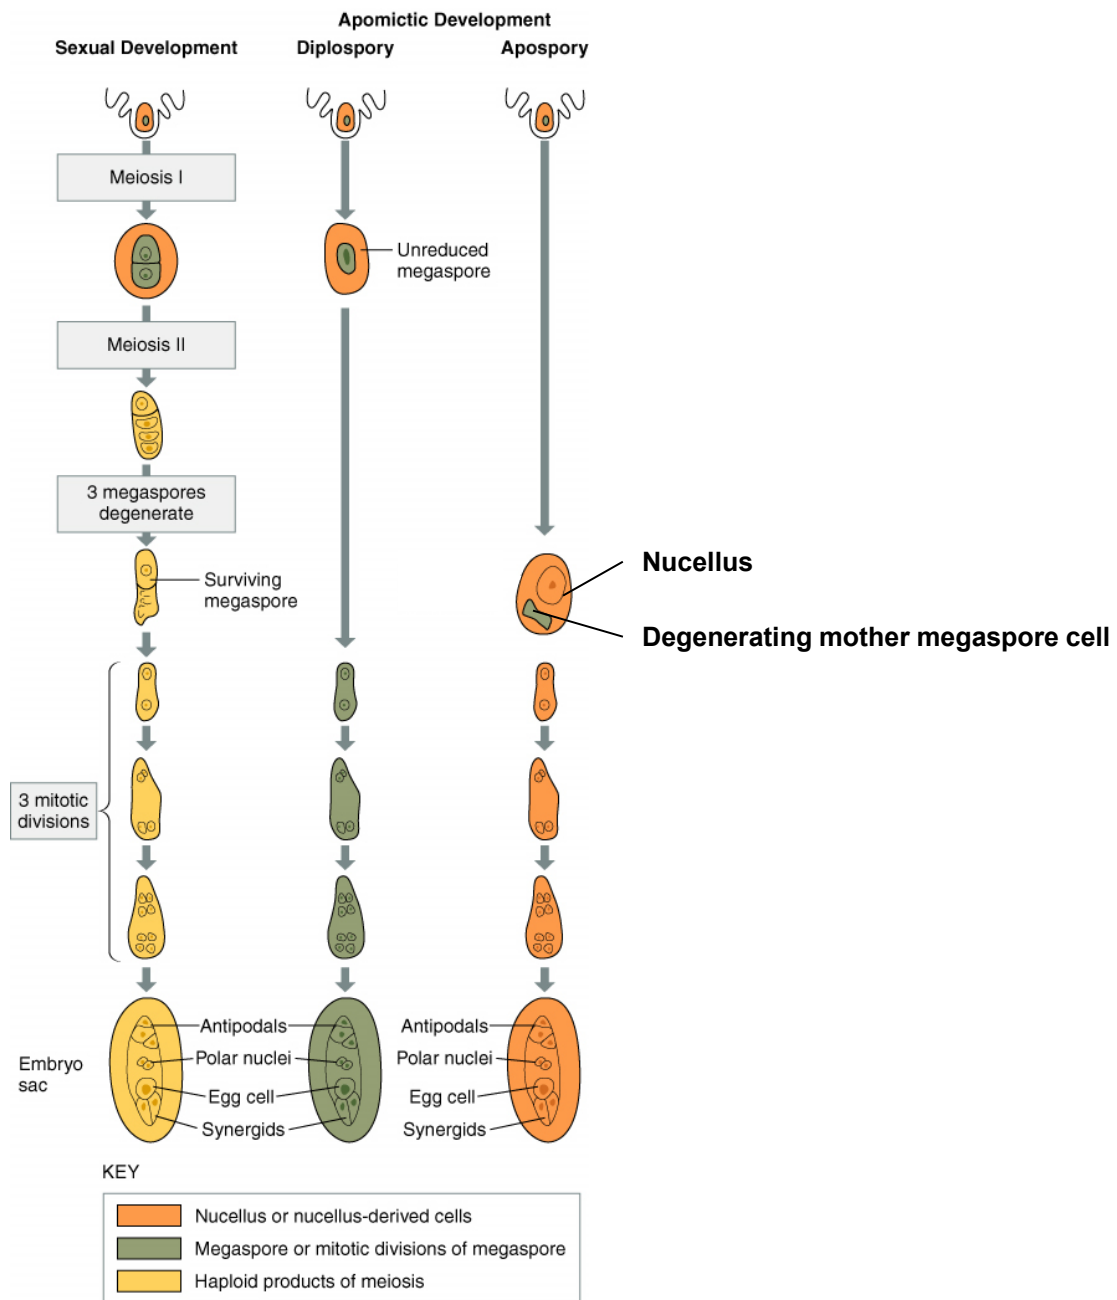 Apomictic Development
Sexual Development
Diplospory
Apospory
Meiosis I
Unreduced
megaspore
Meiosis II
3 megaspores
degenerate
Surviving
megaspore
Nucellus
Degenerating mother megaspore cell
3 mitotic
divisions
Embryo
sac
Antipodals
Polar nuclei
Egg cell
Synergids
Antipodals
Polar nuclei
Egg cell
Synergids
KEY
Nucellus or nucellus-derived cells
Megaspore or mitotic divisions of megaspore
Haploid products of meiosis